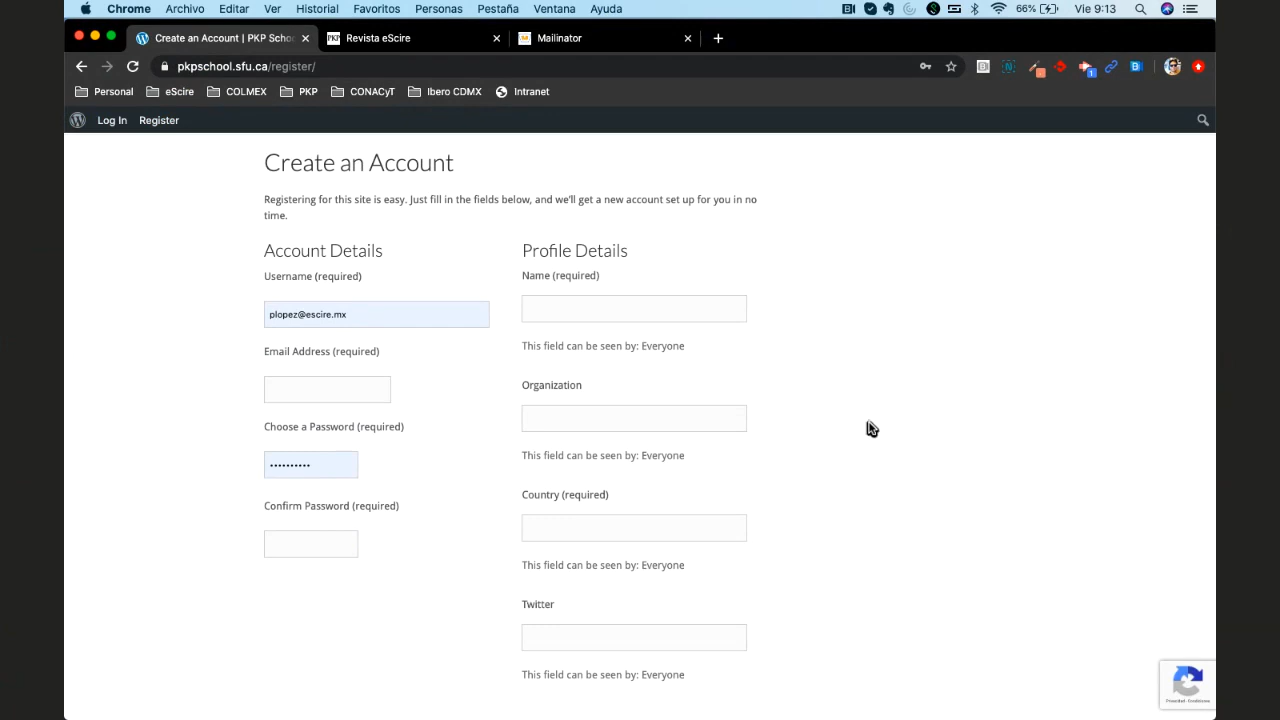 Chrome Archivo Editar Ver Historial Favoritos Personas Pestaña Ventana Ayuda 66% Vie 9:13
Create an Account | PKP Schoo Revista eScire Mailinator
pkpschool.sfu.ca/register/
Personal eScire COLMEX PKP CONACyT Ibero CDMX Intranet
Log In Register
Create an Account
Registering for this site is easy. Just fill in the fields below, and we'll get a new account set up for you in no
time.
Account Details
Username (required)
plopez@escire.mx
Email Address (required)
Choose a Password (required)
••••••••••
Confirm Password (required)
Profile Details
Name (required)
This field can be seen by: Everyone
Organization
This field can be seen by: Everyone
Country (required)
This field can be seen by: Everyone
Twitter
This field can be seen by: Everyone